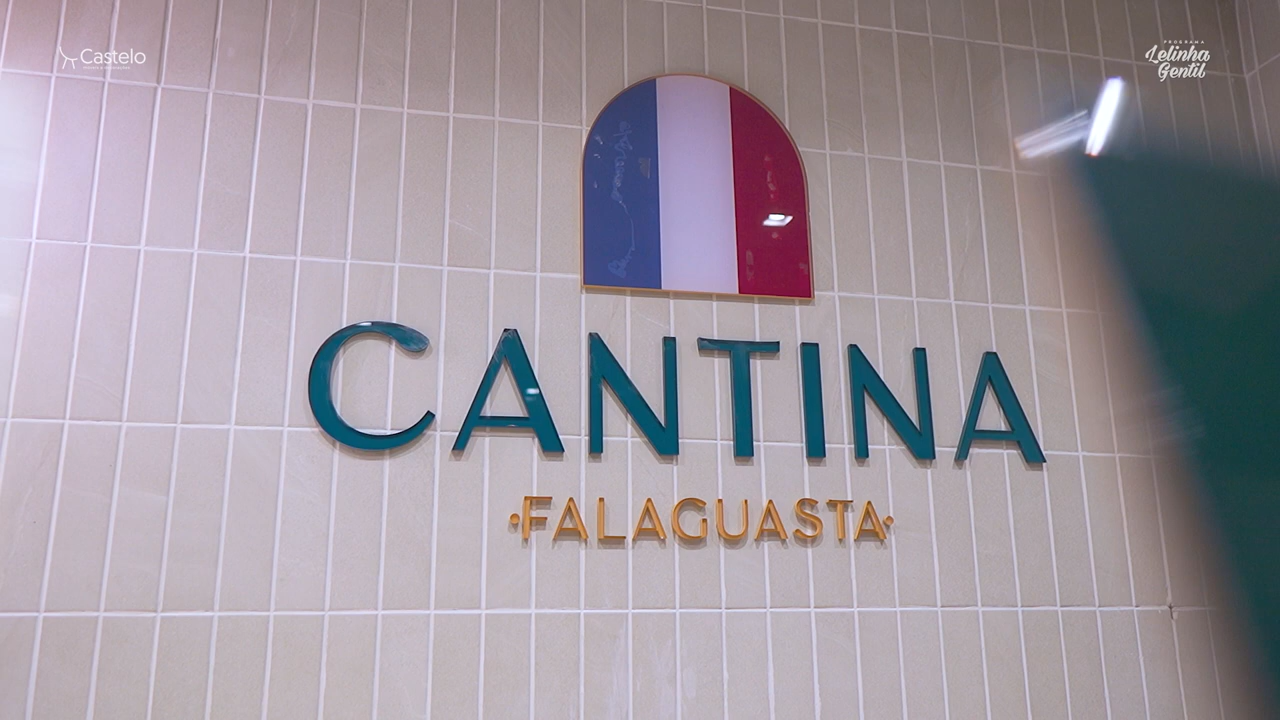 Castelo
PROGRAMA
Lelinha
Gentil
CANTINA
·FALAGUASTA·